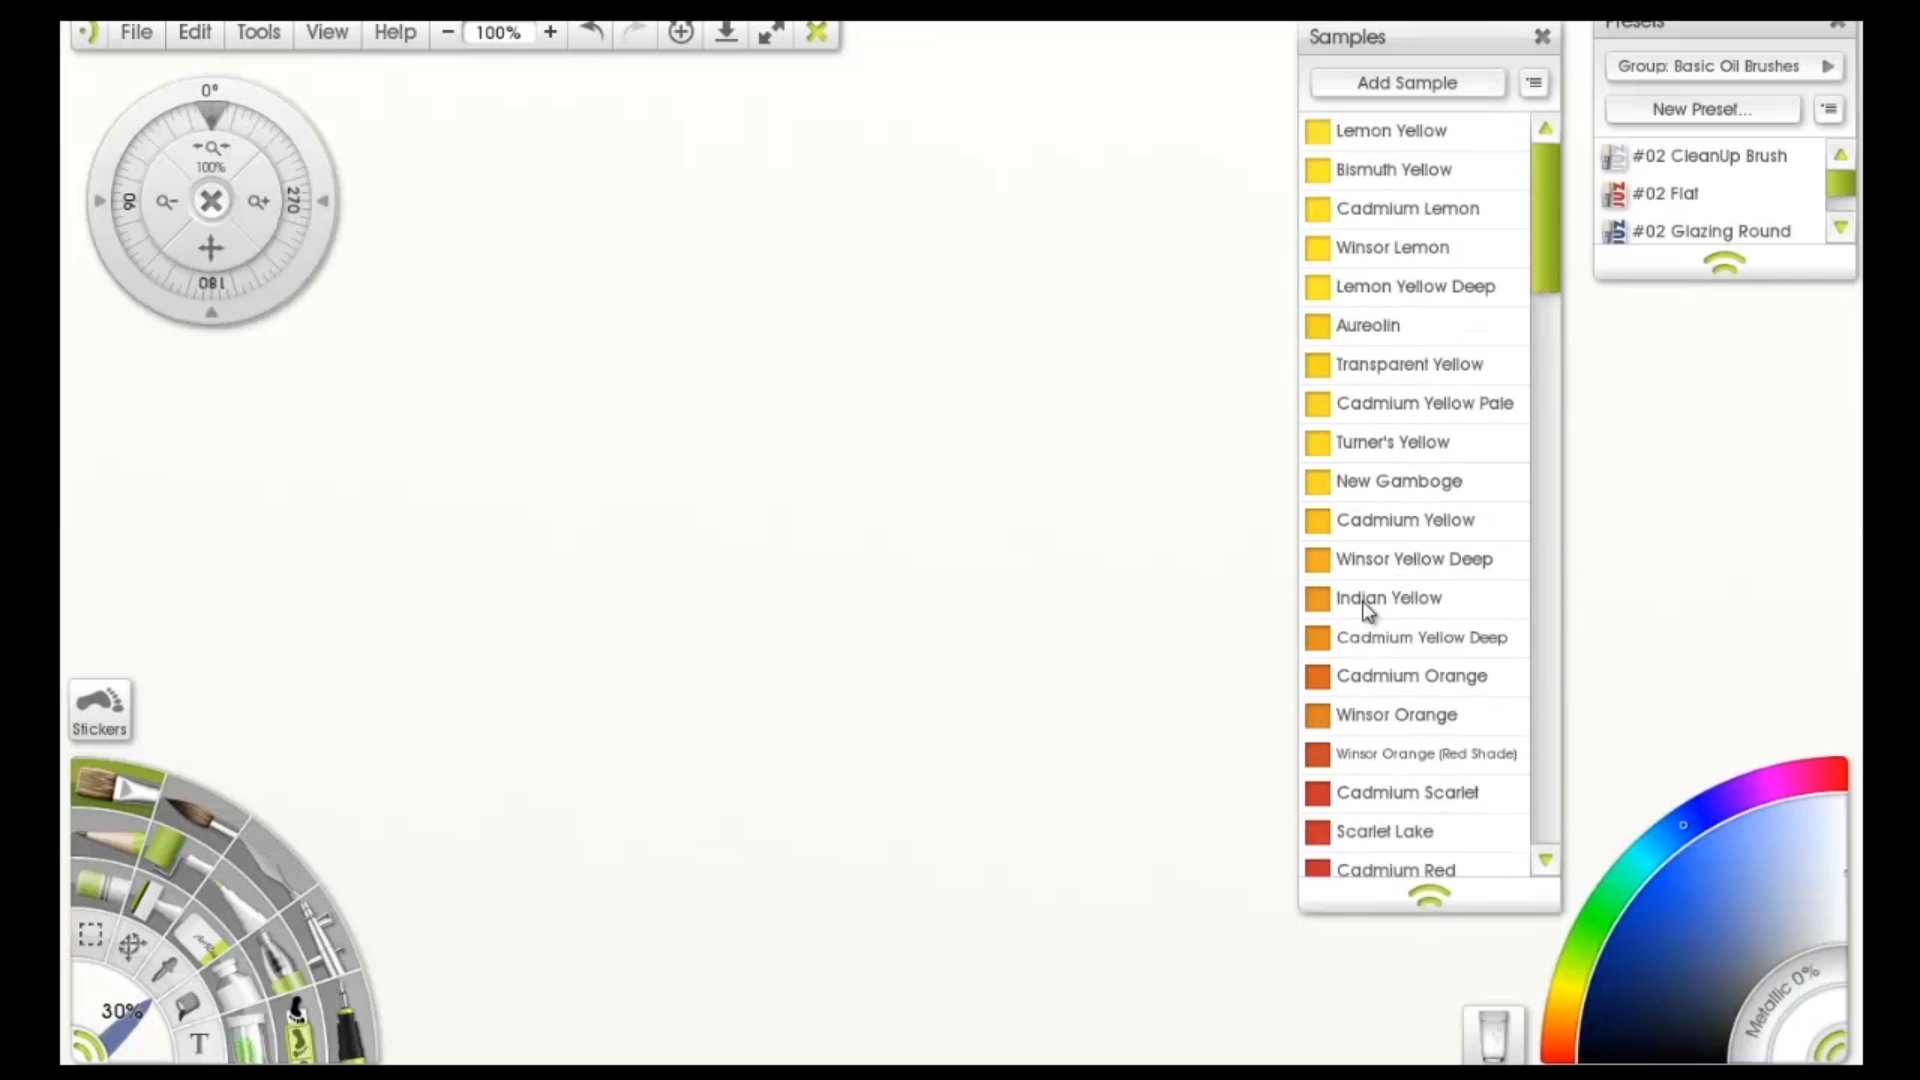 File Edit Tools View Help − 100% +
0°
100%
90
270
180
Samples
Add Sample
Lemon Yellow
Bismuth Yellow
Cadmium Lemon
Winsor Lemon
Lemon Yellow Deep
Aureolin
Transparent Yellow
Cadmium Yellow Pale
Turner's Yellow
New Gamboge
Cadmium Yellow
Winsor Yellow Deep
Indian Yellow
Cadmium Yellow Deep
Cadmium Orange
Winsor Orange
Winsor Orange (Red Shade)
Cadmium Scarlet
Scarlet Lake
Cadmium Red
Presets
Group: Basic Oil Brushes
New Preset...
#02 CleanUp Brush
#02 Flat
#02 Glazing Round
Stickers
30%
T
Metallic 0%